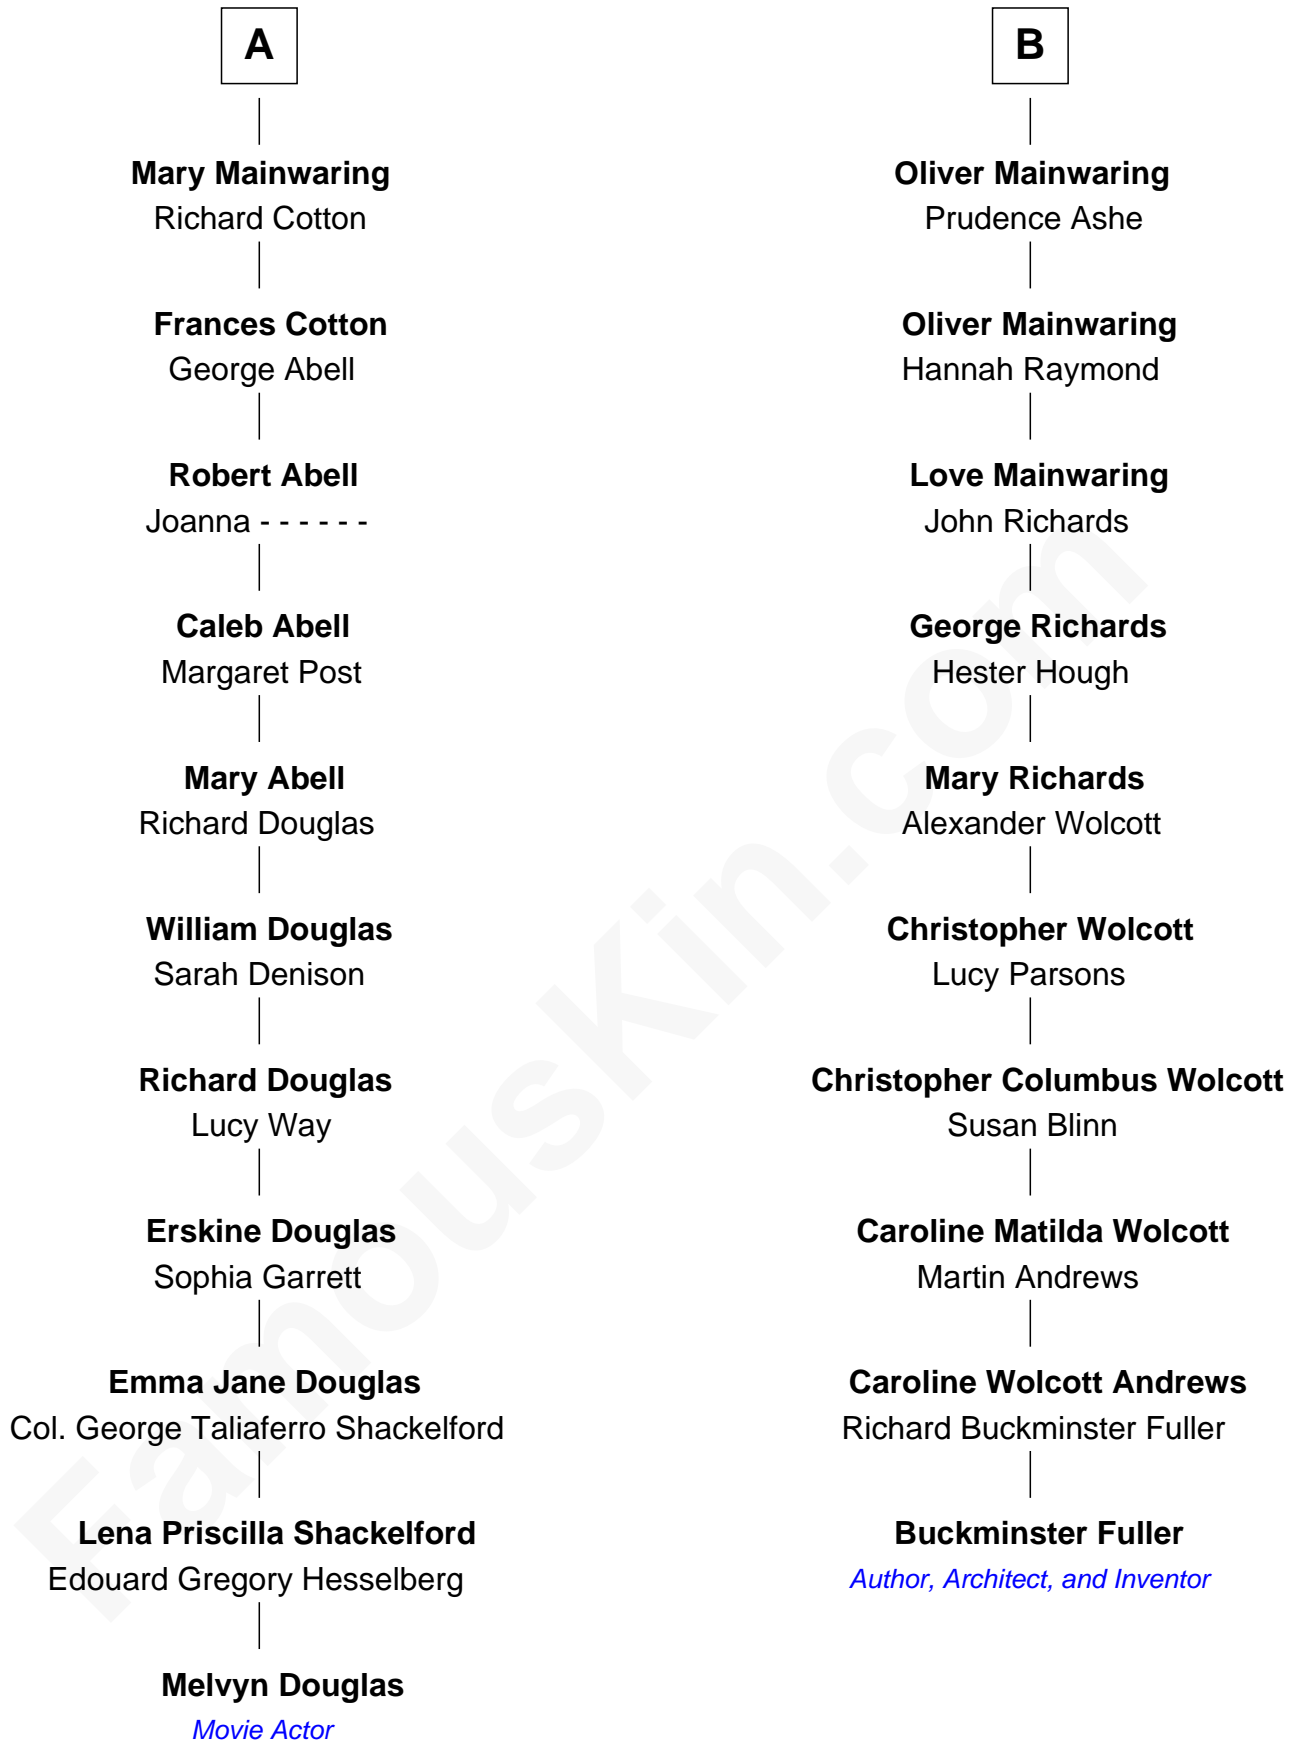 A
Mary Mainwaring
Richard Cotton
Frances Cotton
George Abell
Robert Abell
Joanna - - - - - -
Caleb Abell
Margaret Post
Mary Abell
Richard Douglas
William Douglas
Sarah Denison
Richard Douglas
Lucy Way
Erskine Douglas
Sophia Garrett
Emma Jane Douglas
Col. George Taliaferro Shackelford
Lena Priscilla Shackelford
Edouard Gregory Hesselberg
Melvyn Douglas
Movie Actor
B
Oliver Mainwaring
Prudence Ashe
Oliver Mainwaring
Hannah Raymond
Love Mainwaring
John Richards
George Richards
Hester Hough
Mary Richards
Alexander Wolcott
Christopher Wolcott
Lucy Parsons
Christopher Columbus Wolcott
Susan Blinn
Caroline Matilda Wolcott
Martin Andrews
Caroline Wolcott Andrews
Richard Buckminster Fuller
Buckminster Fuller
Author, Architect, and Inventor
FamousKin.com